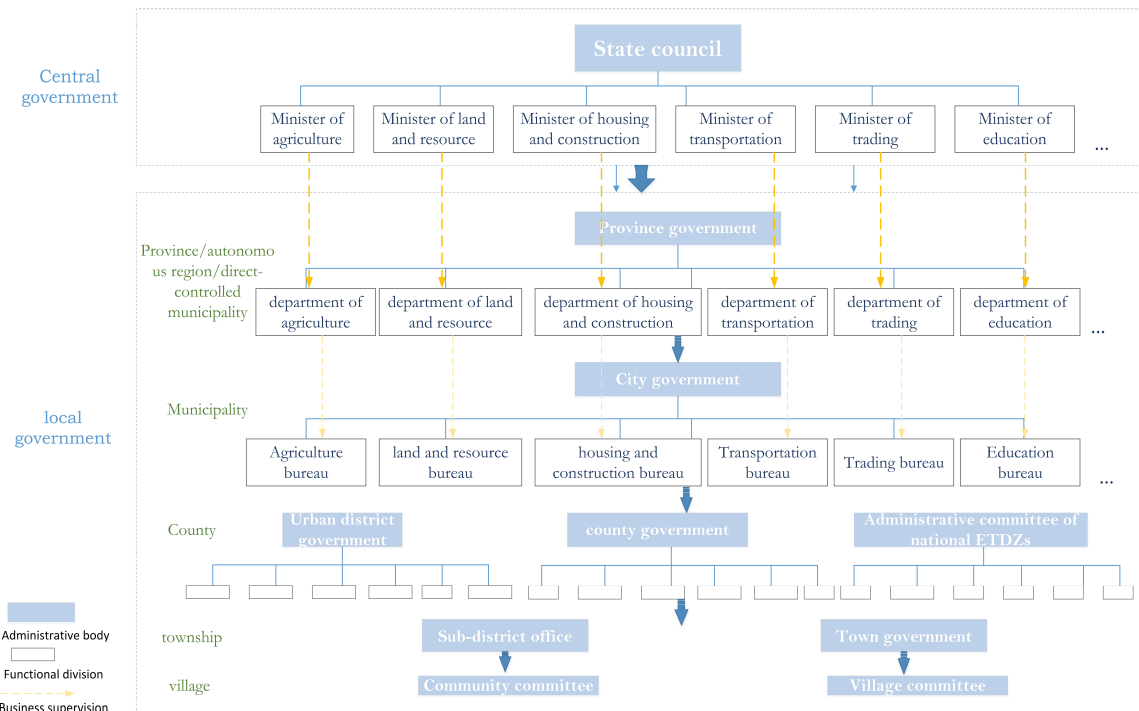 State council
Central
government
Minister of
agriculture
Minister of land
and resource
Minister of housing
and construction
Minister of
transportation
Minister of
trading
Minister of
education
...
Province government
Province/autonomo
us region/direct-
controlled
municipality
department of
agriculture
department of land
and resource
department of housing
and construction
department of
transportation
department of
trading
department of
education
...
City government
Municipality
local
government
Agriculture
bureau
land and resource
bureau
housing and
construction bureau
Transportation
bureau
Trading bureau
Education
bureau
...
County
Urban district
government
county government
Administrative committee of
national ETDZs
township
Sub-district office
Town government
village
Community committee
Village committee
Administrative body
Functional division
Business supervision